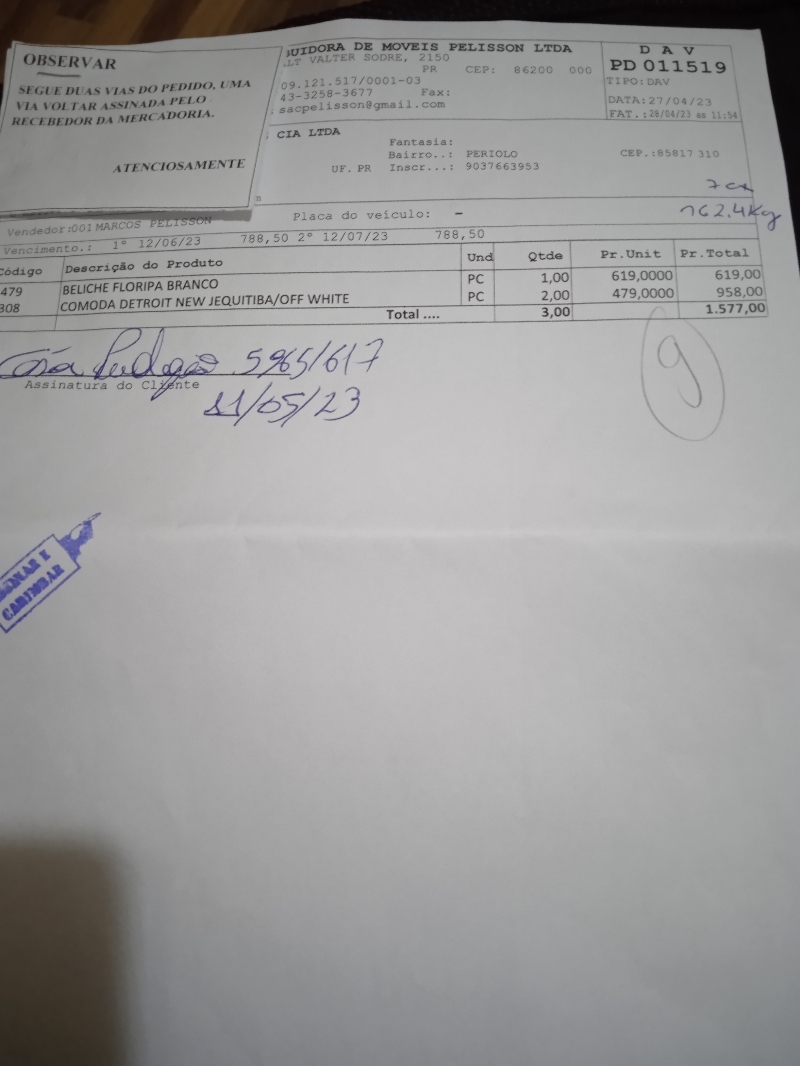 OBSERVAR
SEGUE DUAS VIAS DO PEDIDO, UMA
VIA VOLTAR ASSINADA PELO
RECEBEDOR DA MERCADORIA.
ATENCIOSAMENTE
UIDORA DE MOVEIS PELISSON LTDA
LT VALTER SODRE, 2150
PR CEP: 86200 000
09.121.517/0001-03
43-3258-3677 Fax:
sacpelisson@gmail.com
D A V
PD 011519
TIPO:DAV
DATA:27/04/23
FAT.:28/04/23 as 11:54
CIA LTDA
Fantasia:
Bairro..: PERIOLO CEP.:85817 310
UF. PR Inscr...: 9037663953
7 cx
162.4Kg
Vendedor:001 MARCOS PELISSON Placa do veiculo: -
Vencimento.: 1º 12/06/23 788,50 2º 12/07/23 788,50
Código Descrição do Produto Und Qtde Pr.Unit Pr.Total
479 BELICHE FLORIPA BRANCO PC 1,00 619,0000 619,00
308 COMODA DETROIT NEW JEQUITIBA/OFF WHITE PC 2,00 479,0000 958,00
Total .... 3,00 1.577,00
5965/617
Assinatura do Cliente
11/05/23
9
CARIMBAR